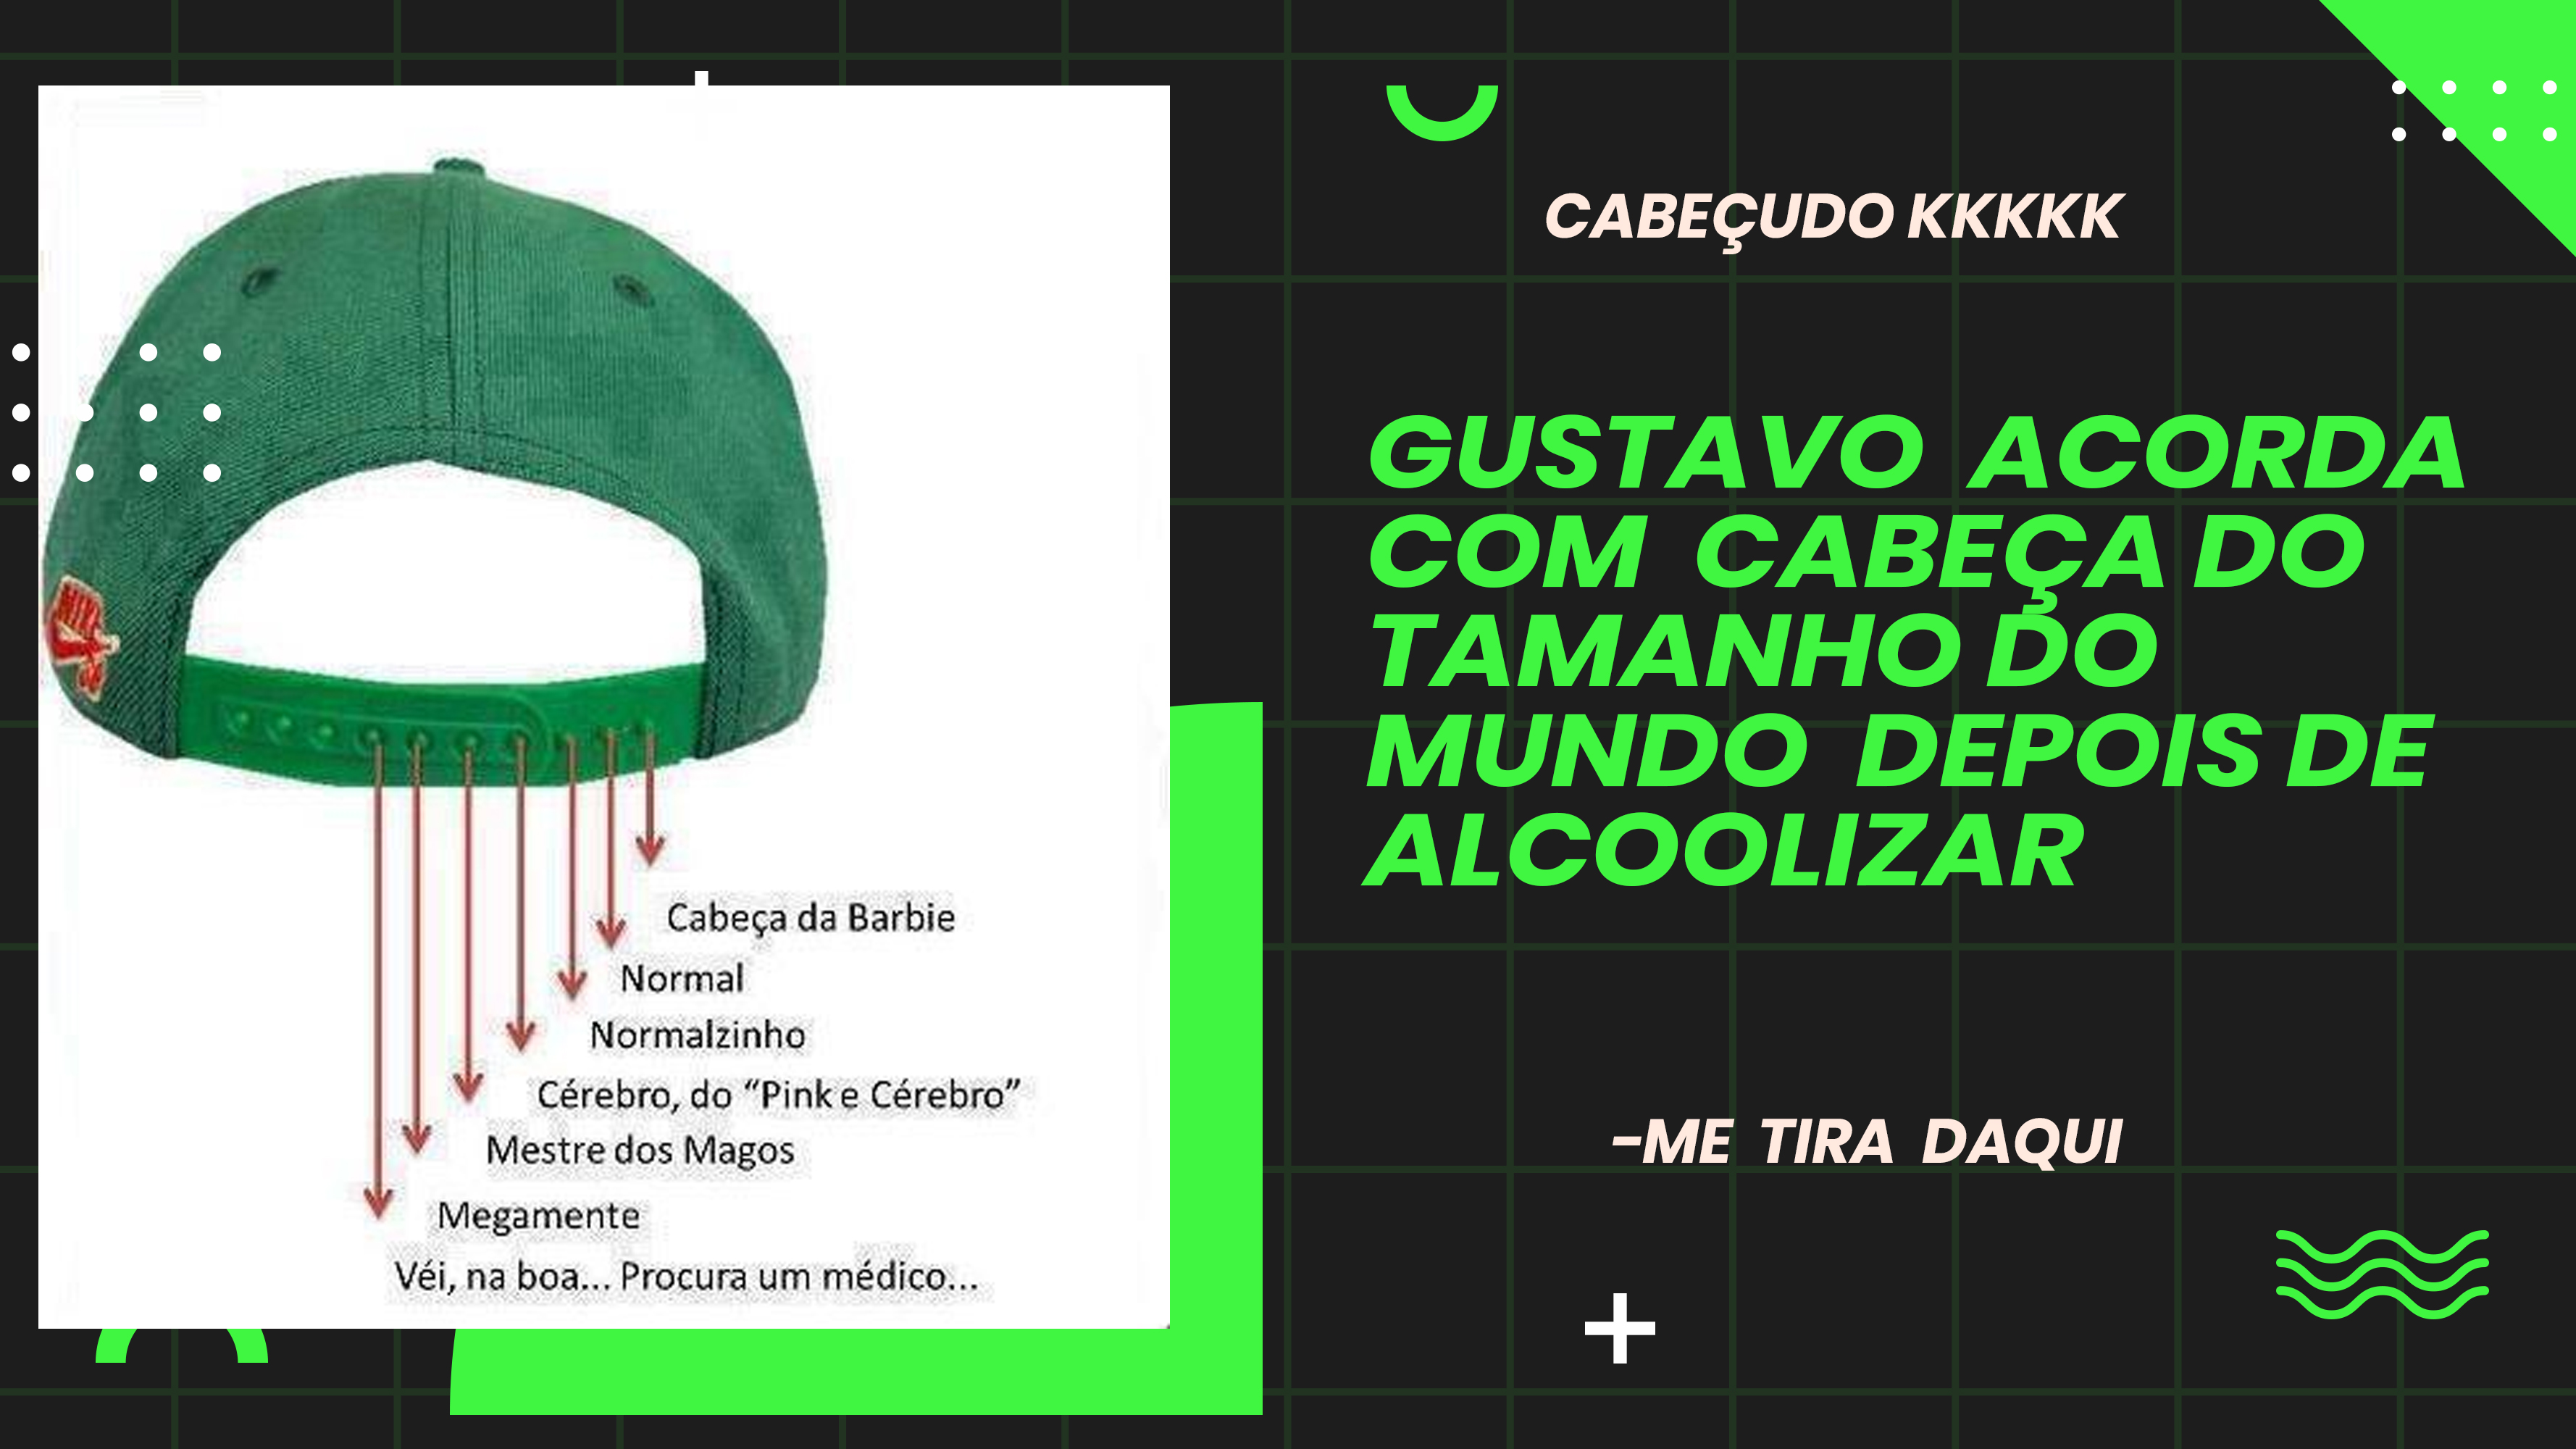 Cabeça da Barbie
Normal
Normalzinho
Cérebro, do “Pink e Cérebro”
Mestre dos Magos
Megamente
Véi, na boa... Procura um médico...
CABEÇUDO KKKKK
GUSTAVO ACORDA
COM CABEÇA DO
TAMANHO DO
MUNDO DEPOIS DE
ALCOOLIZAR
-ME TIRA DAQUI